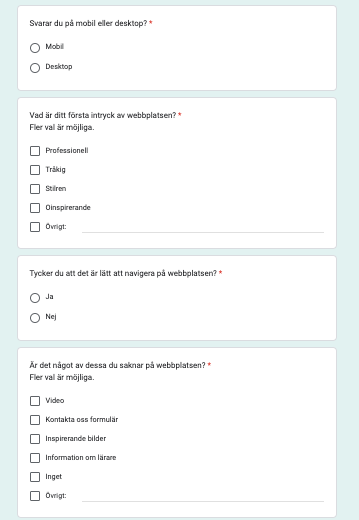 Svarar du på mobil eller desktop? *
Mobil
Desktop
Vad är ditt första intryck av webbplatsen? *
Fler val är möjliga.
Professionell
Tråkig
Stilren
Oinspirerande
Övrigt:
Tycker du att det är lätt att navigera på webbplatsen? *
Ja
Nej
Är det något av dessa du saknar på webbplatsen? *
Fler val är möjliga.
Video
Kontakta oss formulär
Inspirerande bilder
Information om lärare
Inget
Övrigt: